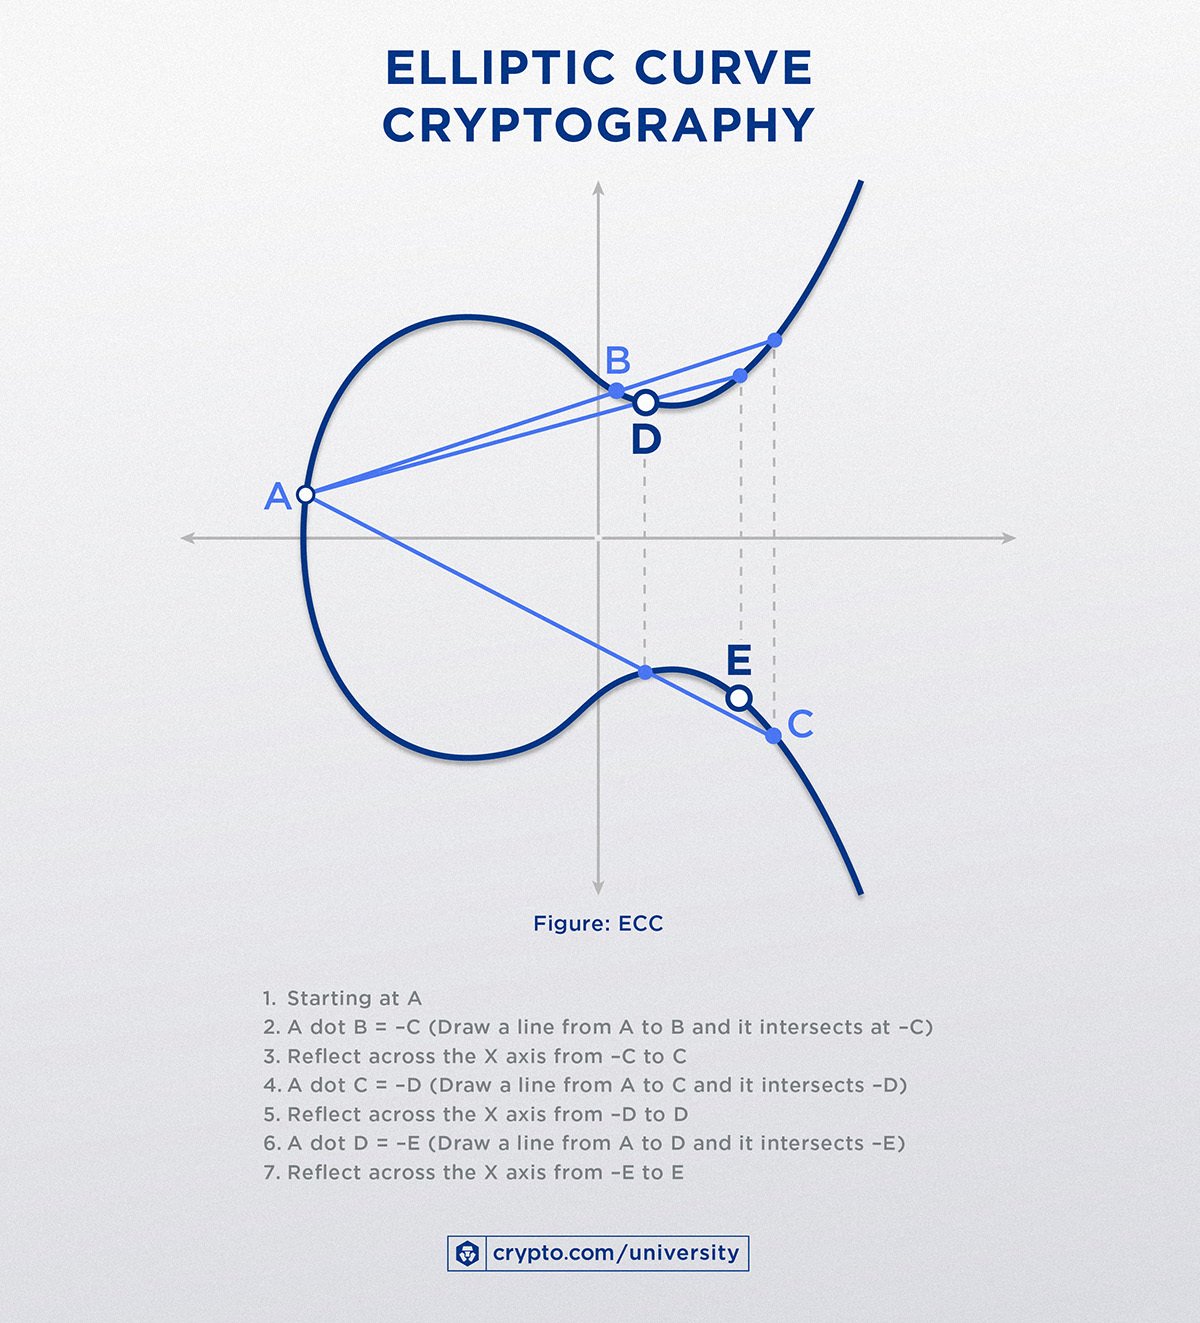 ELLIPTIC CURVE
CRYPTOGRAPHY
B
D
A
E
C
Figure: ECC
1. Starting at A
2. A dot B = –C (Draw a line from A to B and it intersects at –C)
3. Reflect across the X axis from –C to C
4. A dot C = –D (Draw a line from A to C and it intersects –D)
5. Reflect across the X axis from –D to D
6. A dot D = –E (Draw a line from A to D and it intersects –E)
7. Reflect across the X axis from –E to E
crypto.com/university